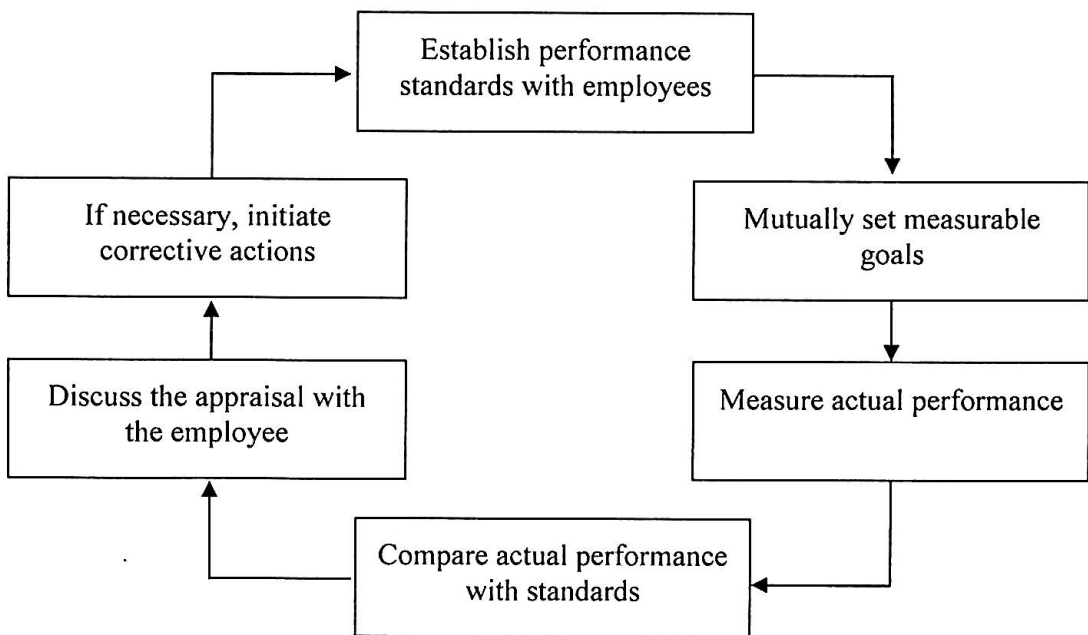 Establish performance
standards with employees
Mutually set measurable
goals
Measure actual performance
Compare actual performance
with standards
Discuss the appraisal with
the employee
If necessary, initiate
corrective actions